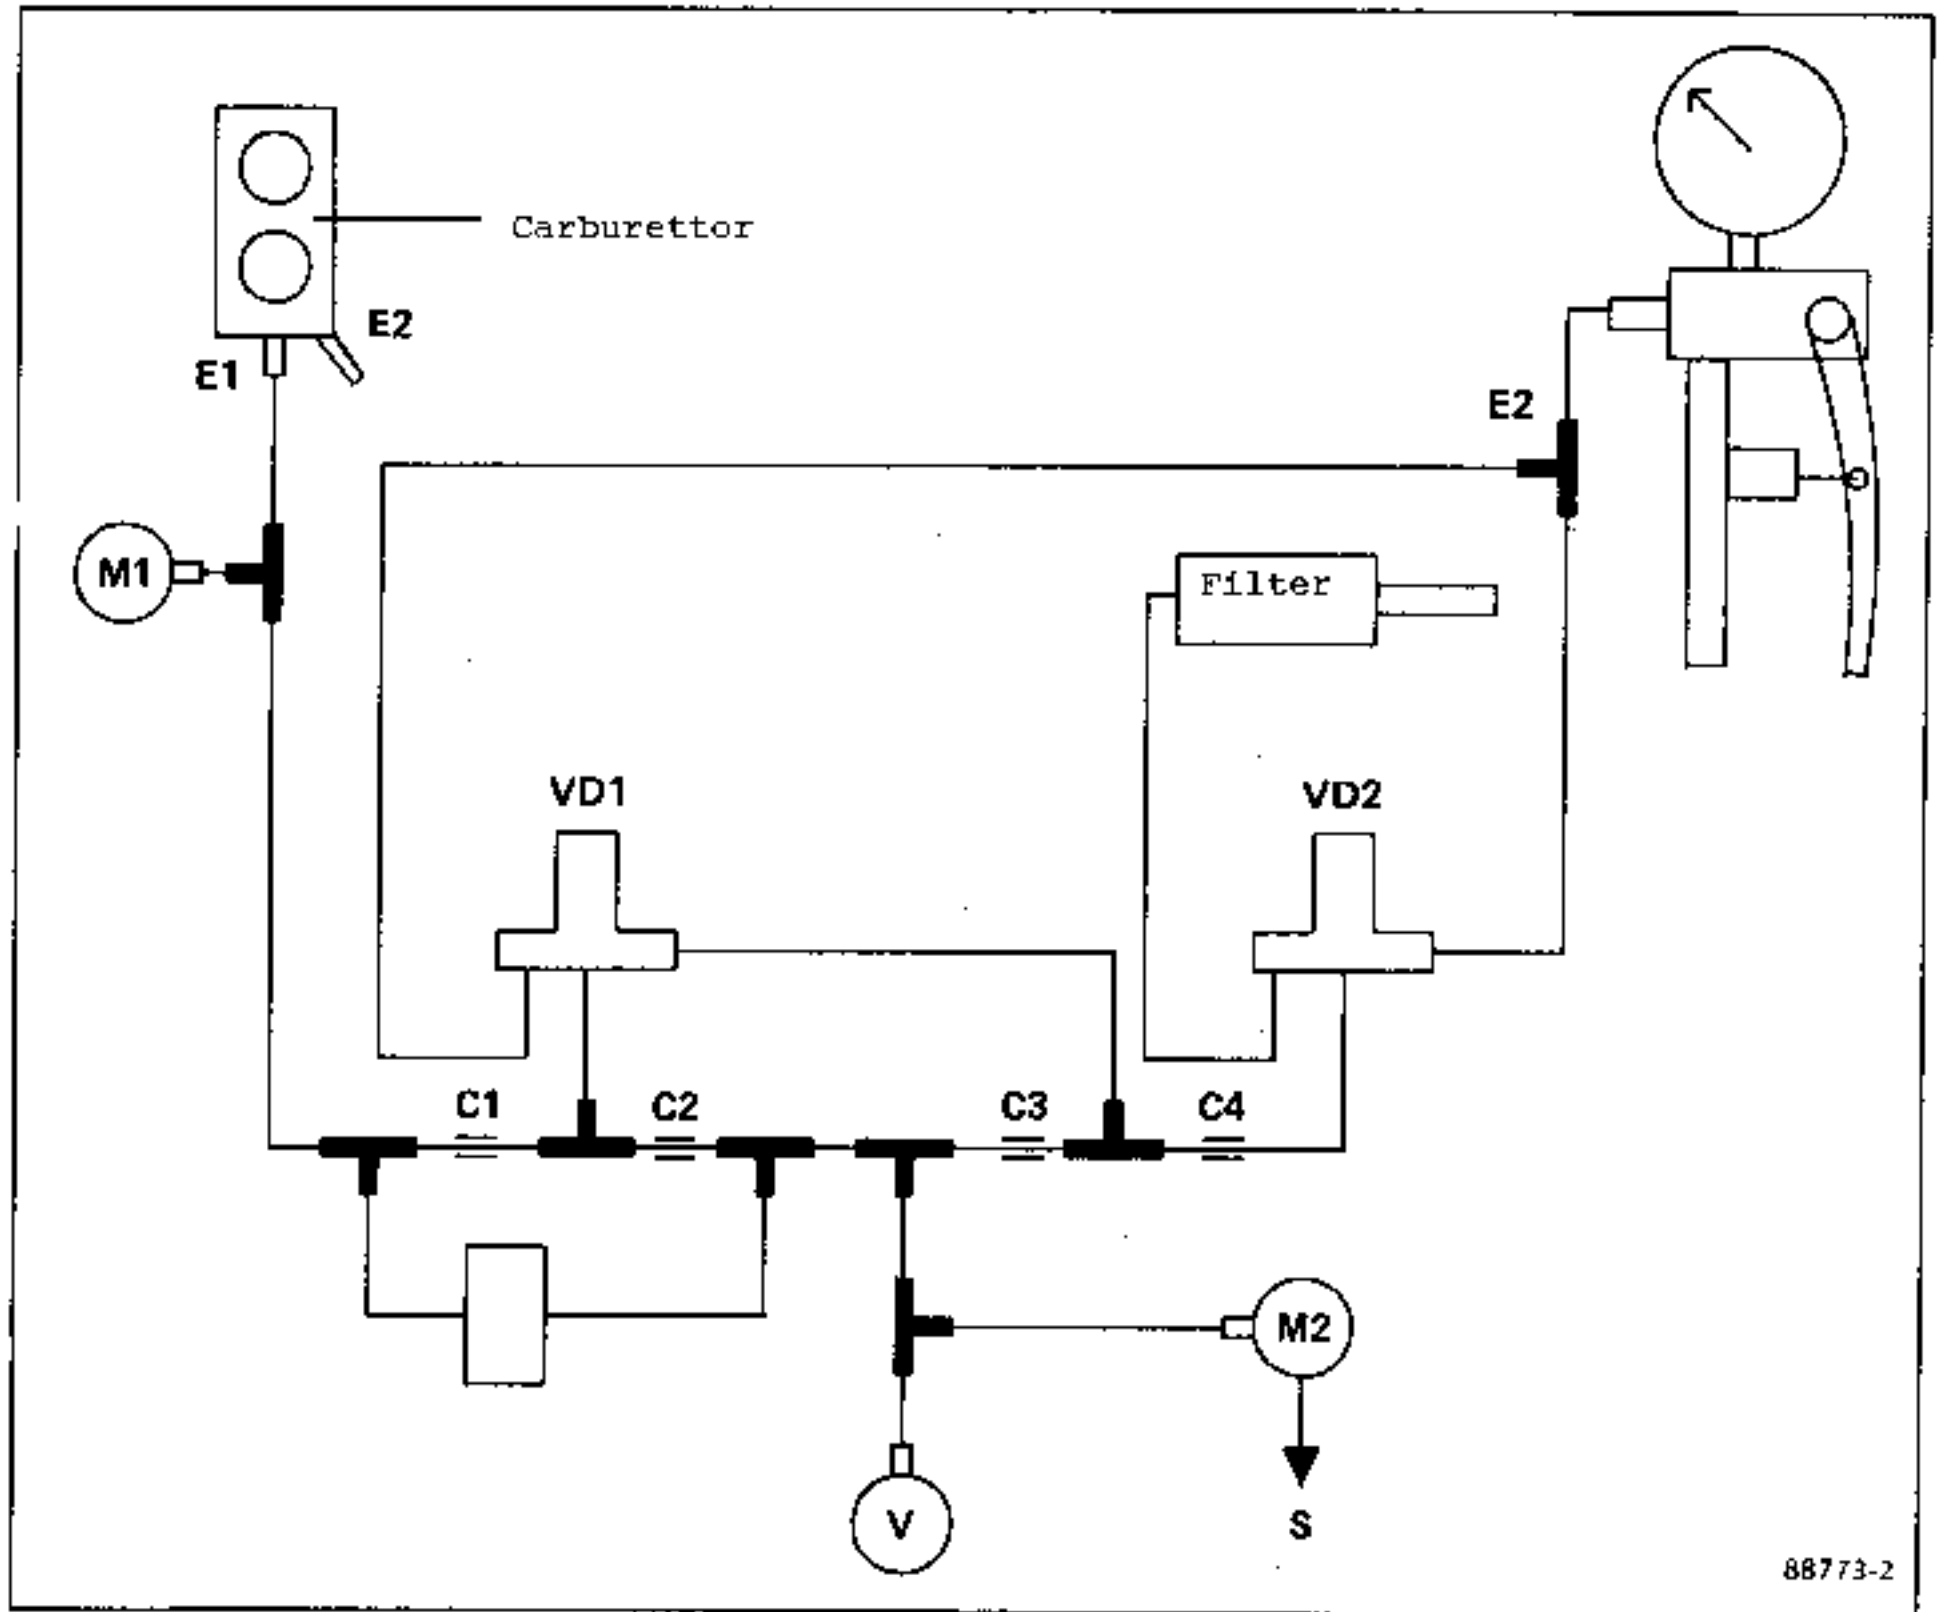 Carburettor
E2
E1
E2
M1
Filter
VD1
VD2
C1
C2
C3
C4
M2
V
S
88773-2